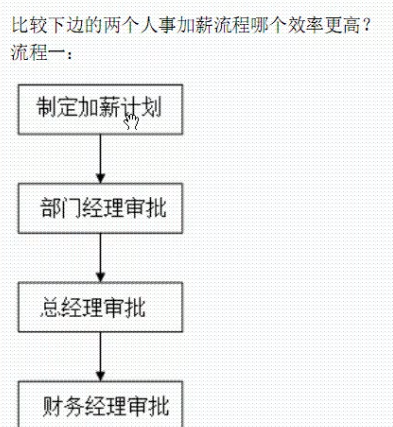 比较下边的两个人事加薪流程哪个效率更高？
流程一：
制定加薪计划
部门经理审批
总经理审批
财务经理审批